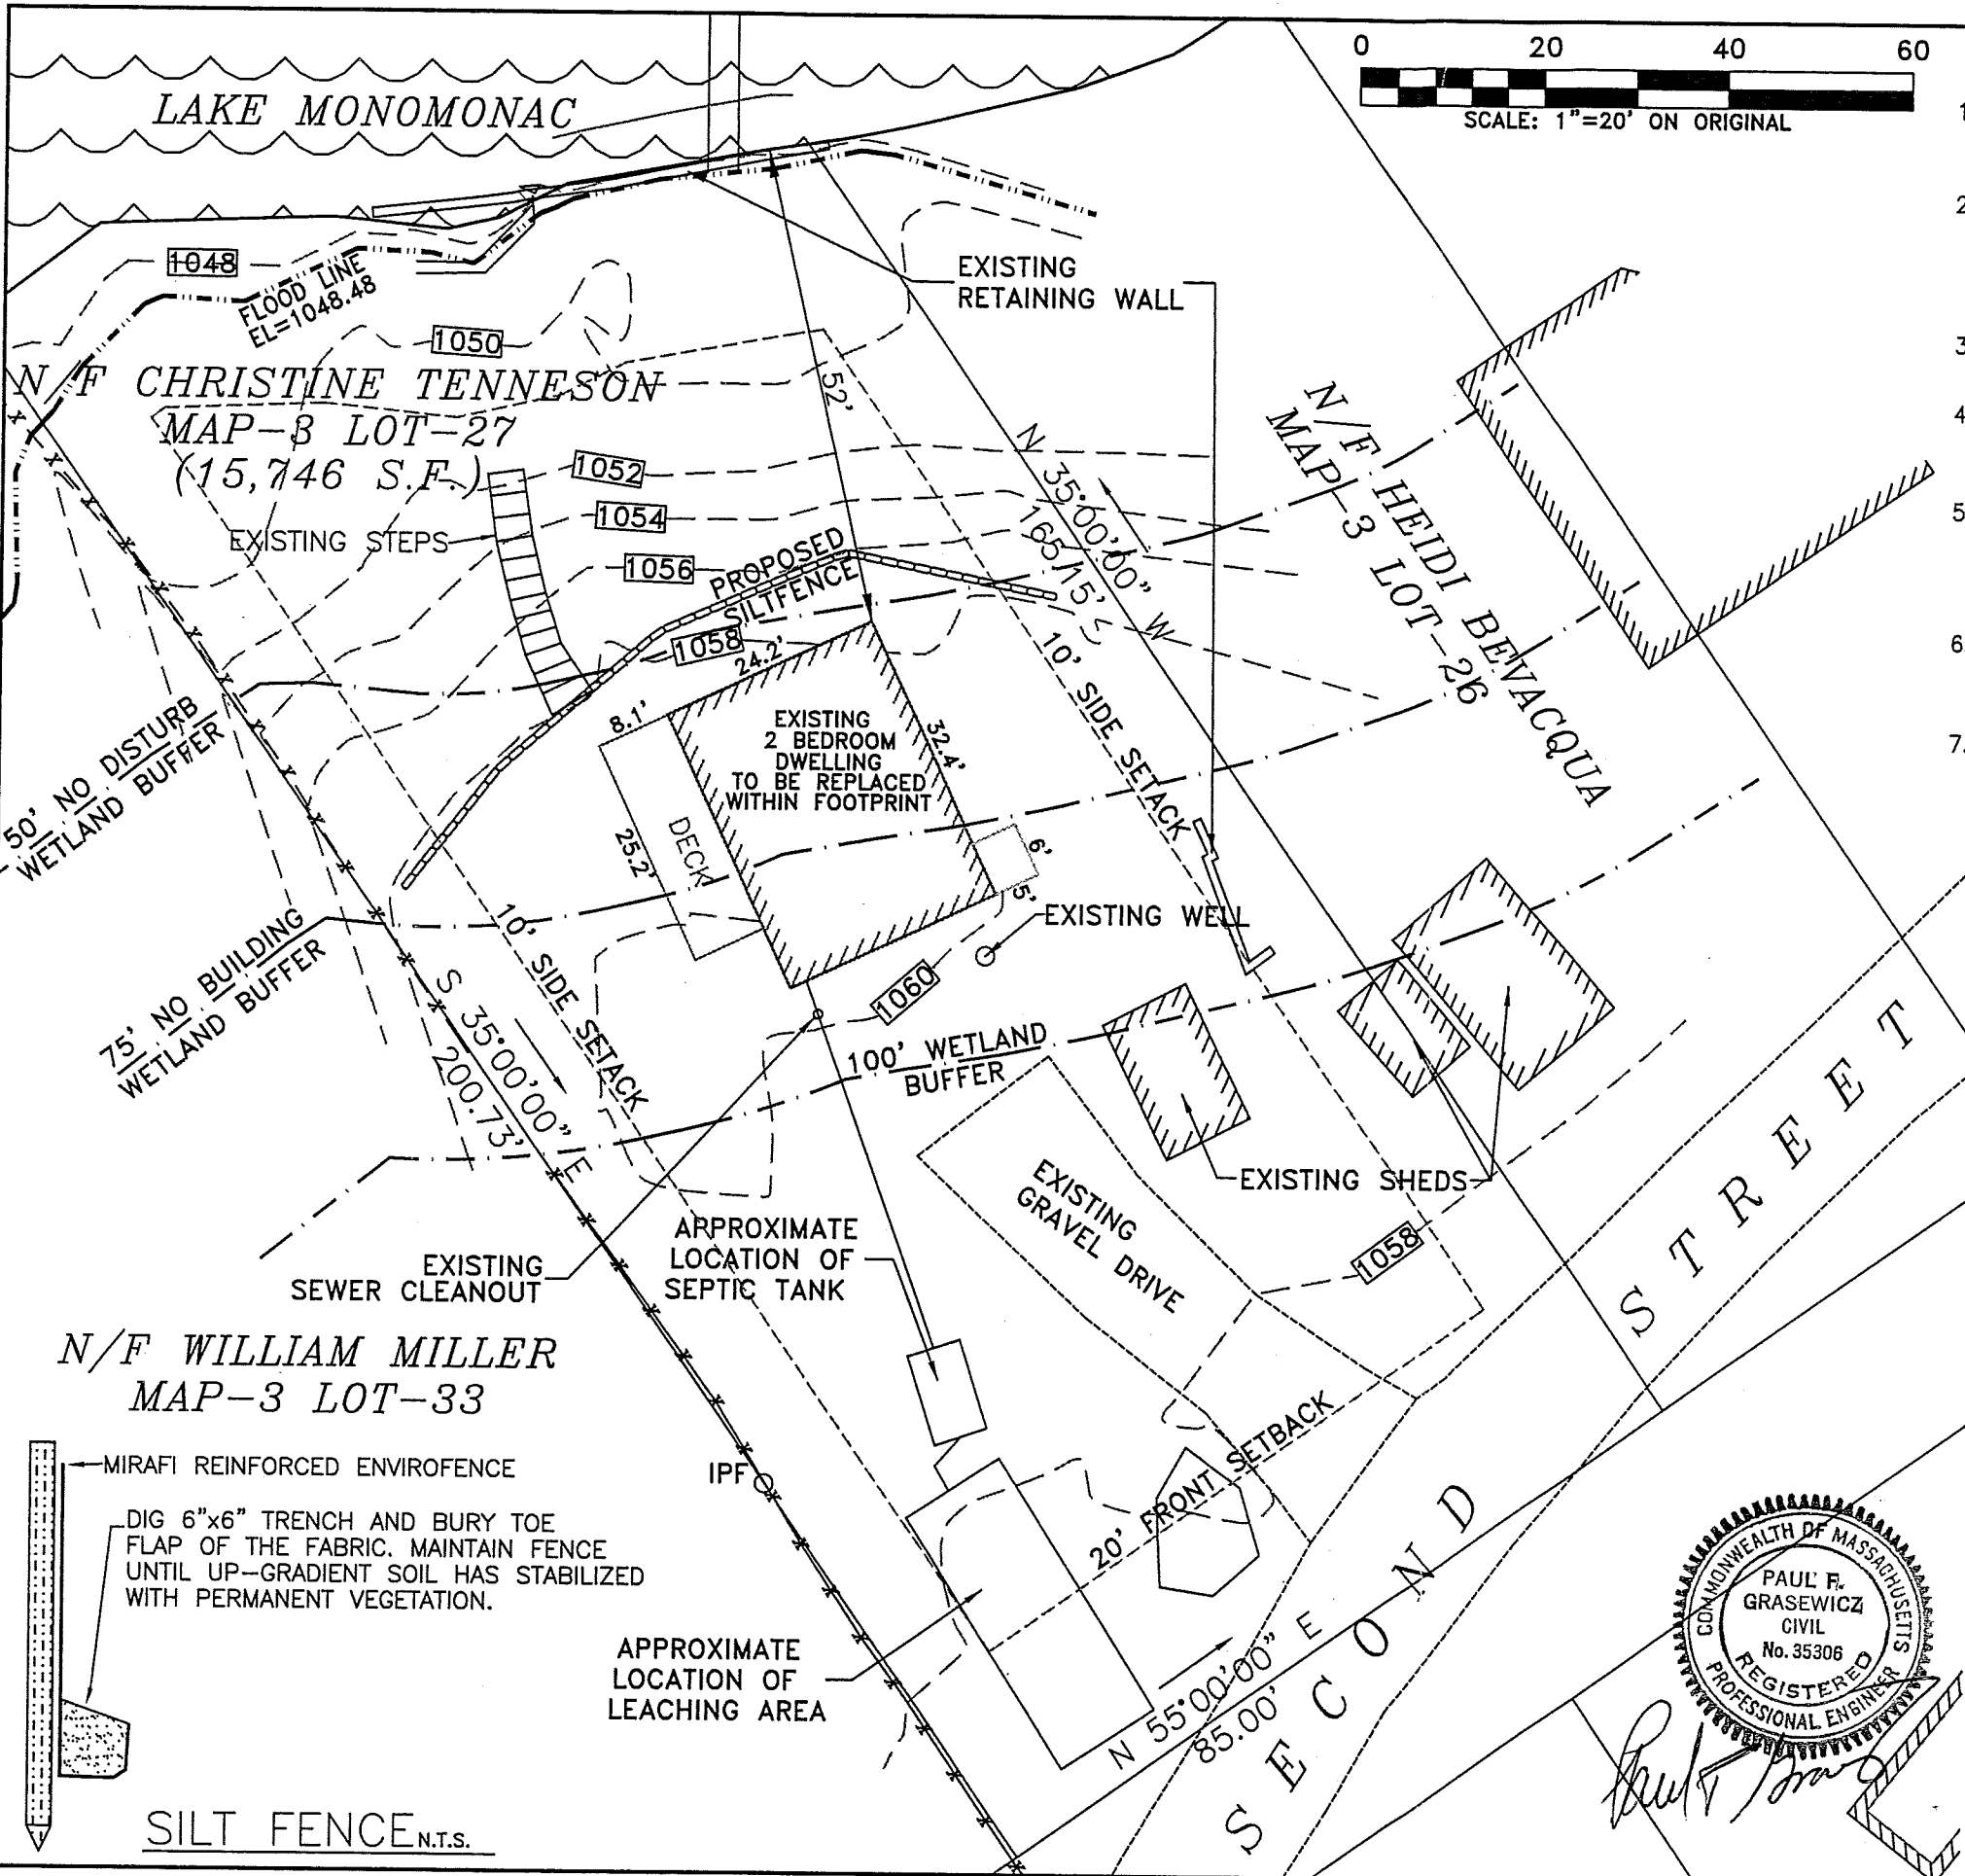 0 20 40 60
SCALE: 1"=20' ON ORIGINAL
LAKE MONOMONAC
1
2
3
4
5
6
7.
1048
FLOOD LINE
EL=1048.48
EXISTING
RETAINING WALL
1050
N F CHRISTINE TENNESON
MAP-3 LOT-27
(15,746 S.F.)
52'
1052
1054
EXISTING STEPS
1056
PROPOSED
SILTFENCE
N 35°00'00" W
165.15'
N/F HEIDI BEVACQUA
MAP-3 LOT-26
1058
24.2'
8.1'
EXISTING
2 BEDROOM
DWELLING
TO BE REPLACED
WITHIN FOOTPRINT
32.4'
10' SIDE SETACK
50' NO DISTURB
WETLAND BUFFER
25.2'
DECK
6'
5'
EXISTING WELL
75' NO BUILDING
WETLAND BUFFER
10' SIDE SETACK
S 35°00'00" E
200.73'
1060
100' WETLAND
BUFFER
EXISTING SHEDS
EXISTING
GRAVEL DRIVE
1058
EXISTING
SEWER CLEANOUT
APPROXIMATE
LOCATION OF
SEPTIC TANK
N/F WILLIAM MILLER
MAP-3 LOT-33
MIRAFI REINFORCED ENVIROFENCE
DIG 6"x6" TRENCH AND BURY TOE
FLAP OF THE FABRIC. MAINTAIN FENCE
UNTIL UP-GRADIENT SOIL HAS STABILIZED
WITH PERMANENT VEGETATION.
IPF
20' FRONT SETBACK
APPROXIMATE
LOCATION OF
LEACHING AREA
N 55°00'00" E
85.00'
SECOND STREET
SILT FENCE N.T.S.
COMMONWEALTH OF MASSACHUSETTS
PAUL F.
GRASEWICZ
CIVIL
No. 35306
REGISTERED
PROFESSIONAL ENGINEER